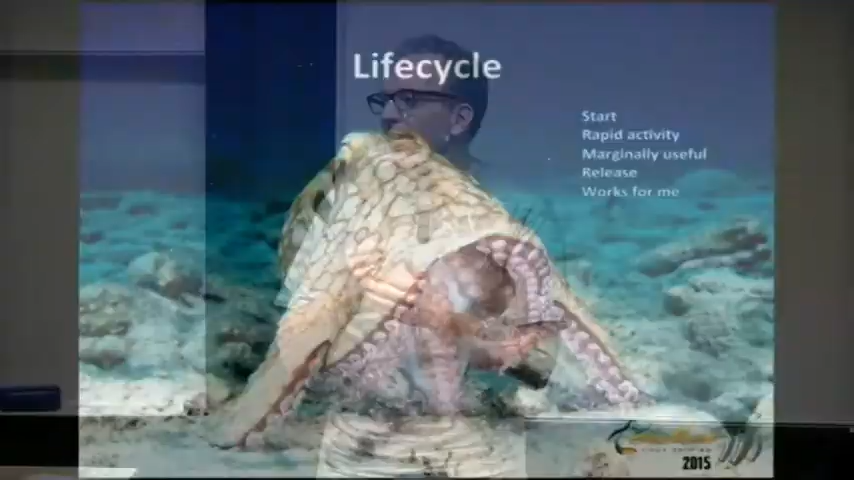 Lifecycle
Start
Rapid activity
Marginally useful
Release
Works for me
2015